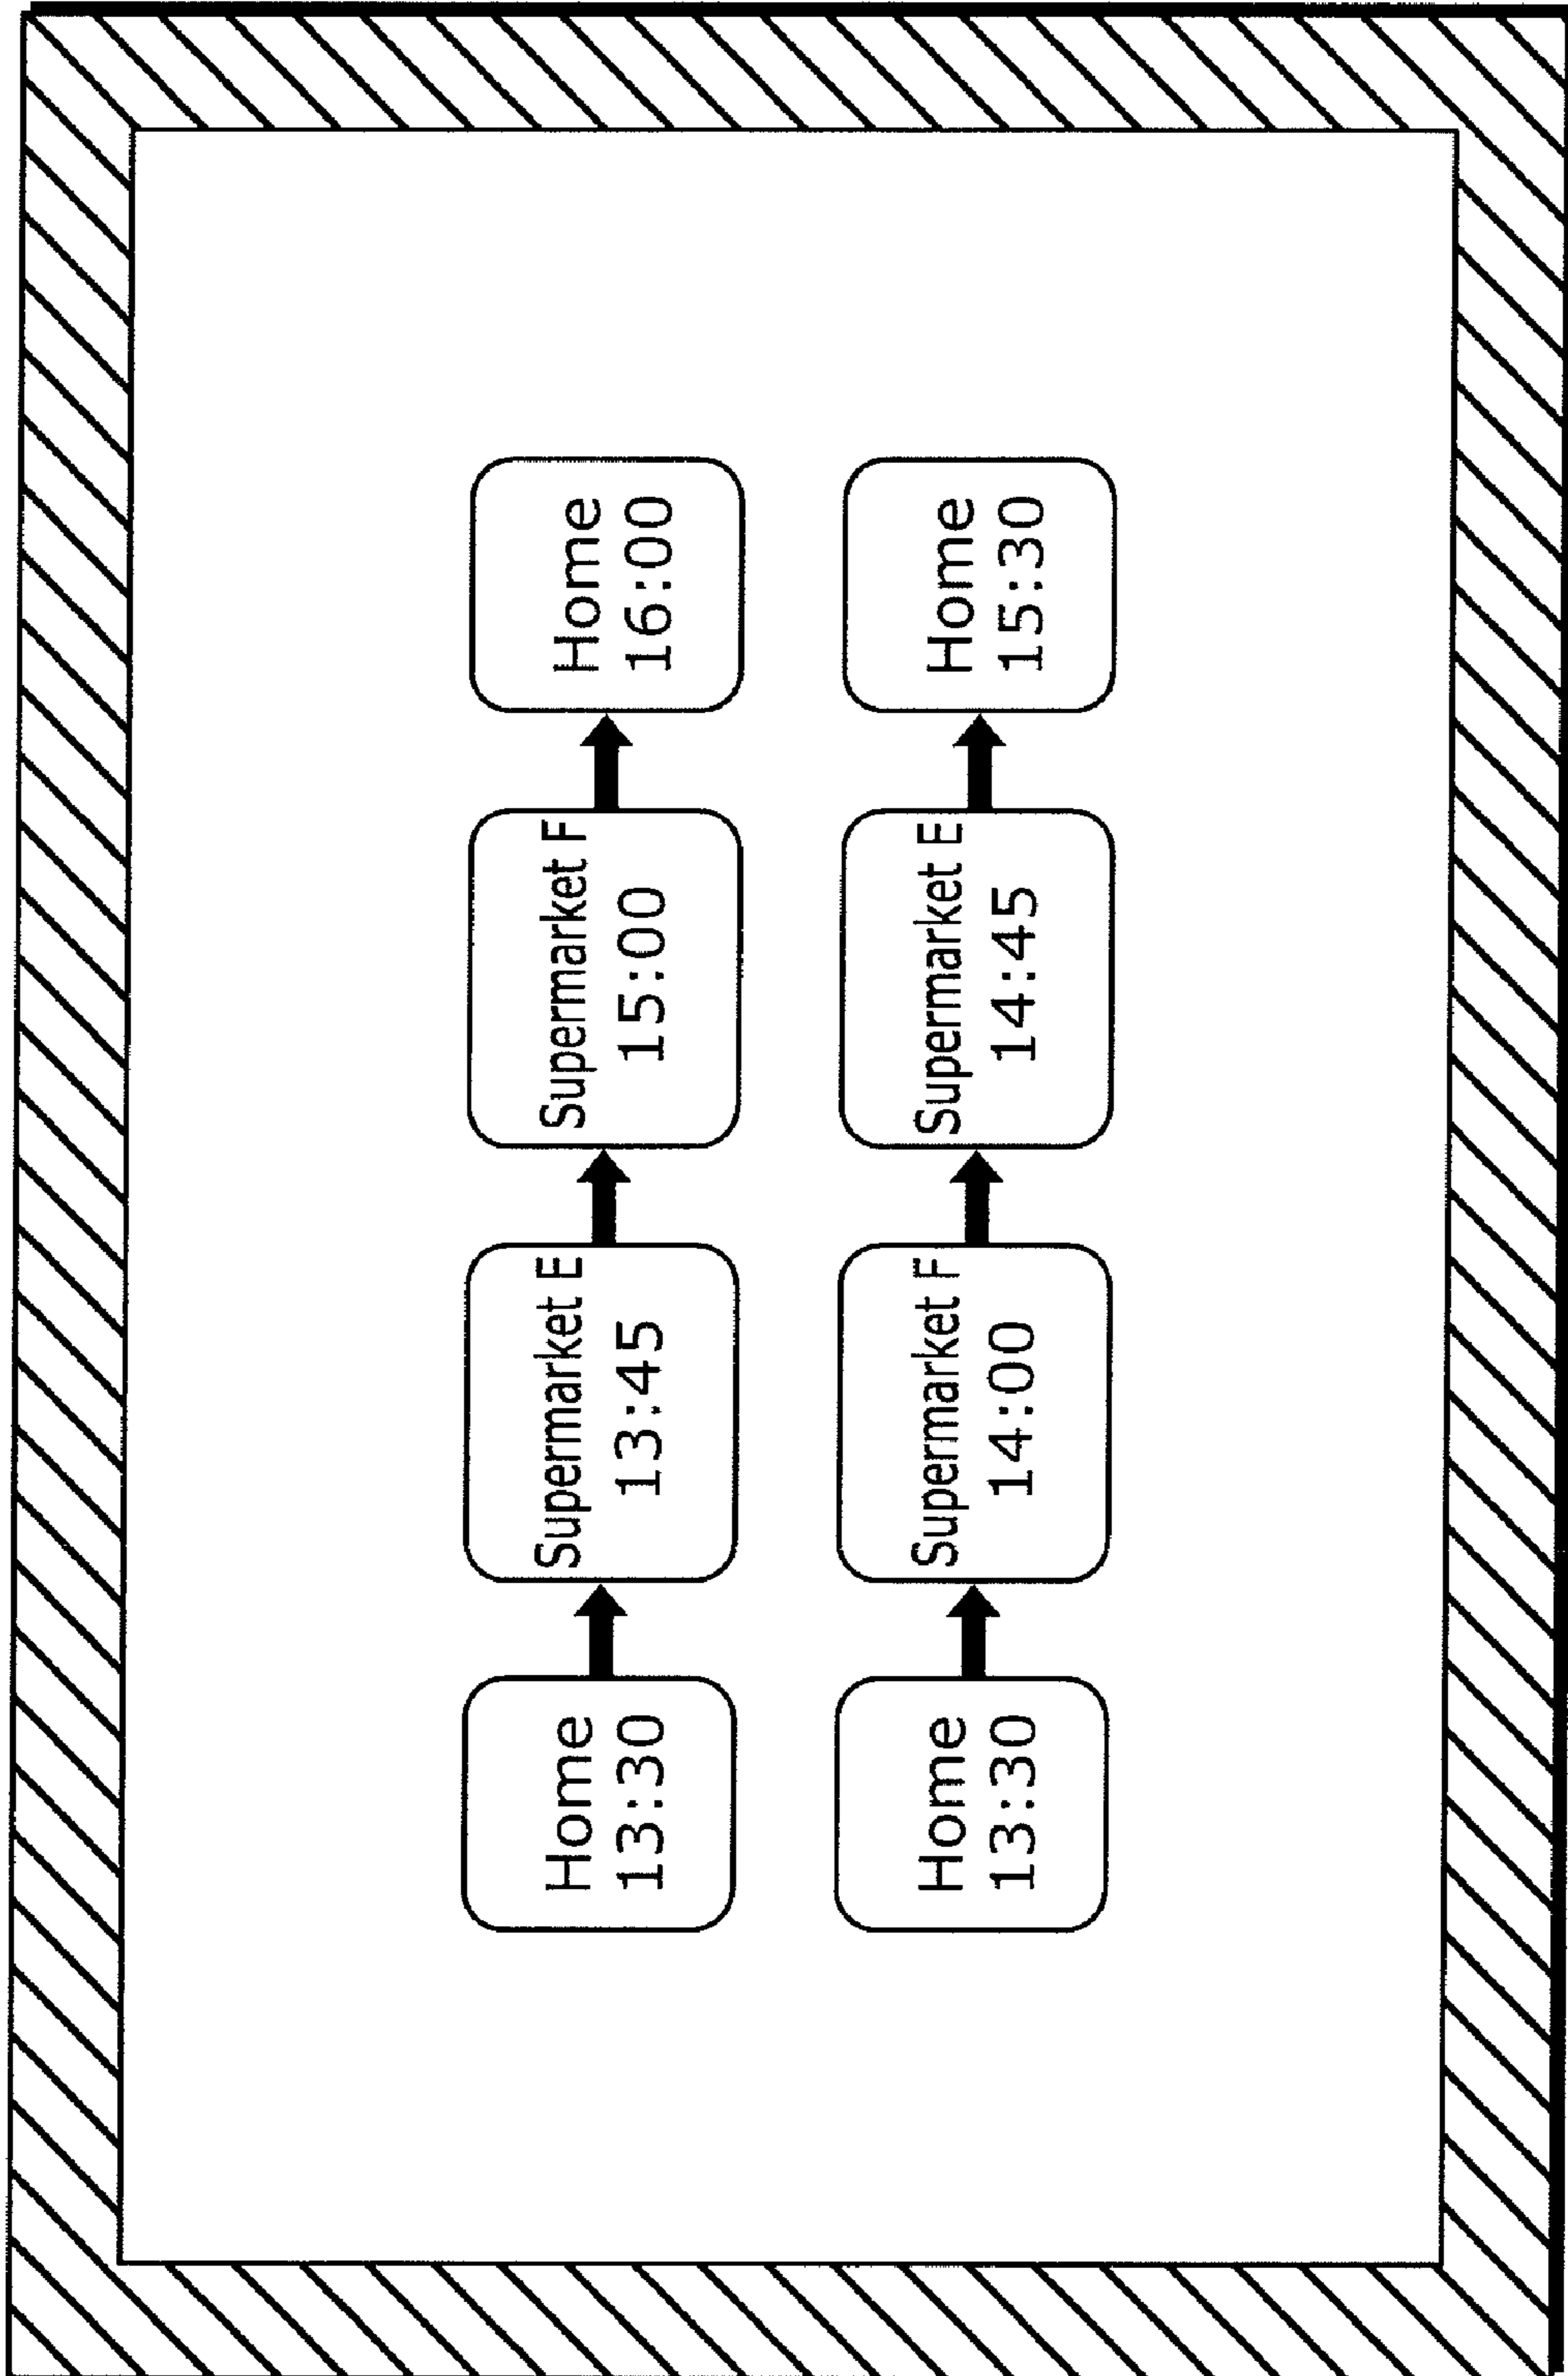 Home
13:30
Supermarket E
13:45
Supermarket F
15:00
Home
16:00
Home
13:30
Supermarket F
14:00
Supermarket E
14:45
Home
15:30